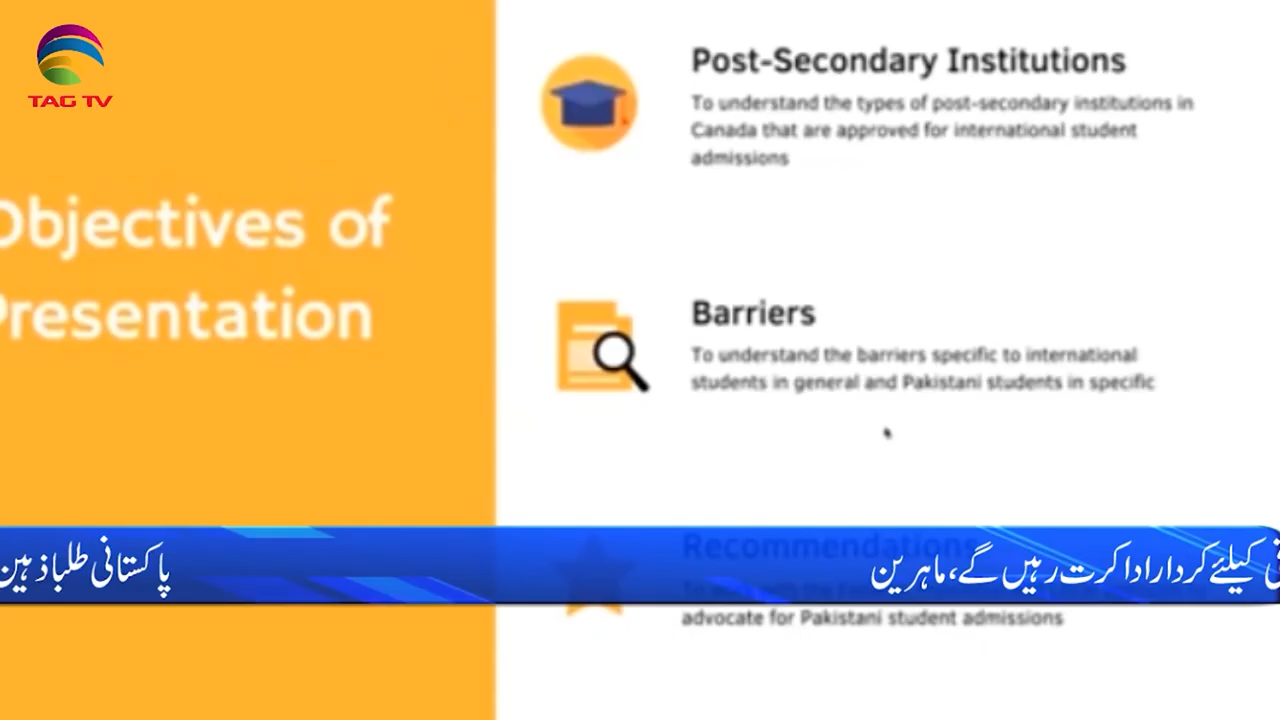 TAG TV
Objectives of
Presentation
Post-Secondary Institutions
To understand the types of post-secondary institutions in
Canada that are approved for international student
admissions
Barriers
To understand the barriers specific to international
students in general and Pakistani students in specific
Recommendations
advocate for Pakistani student admissions
کیلئے کردار ادا کرت رہیں گے، ماہرین
پاکستانی طلبا ذہین